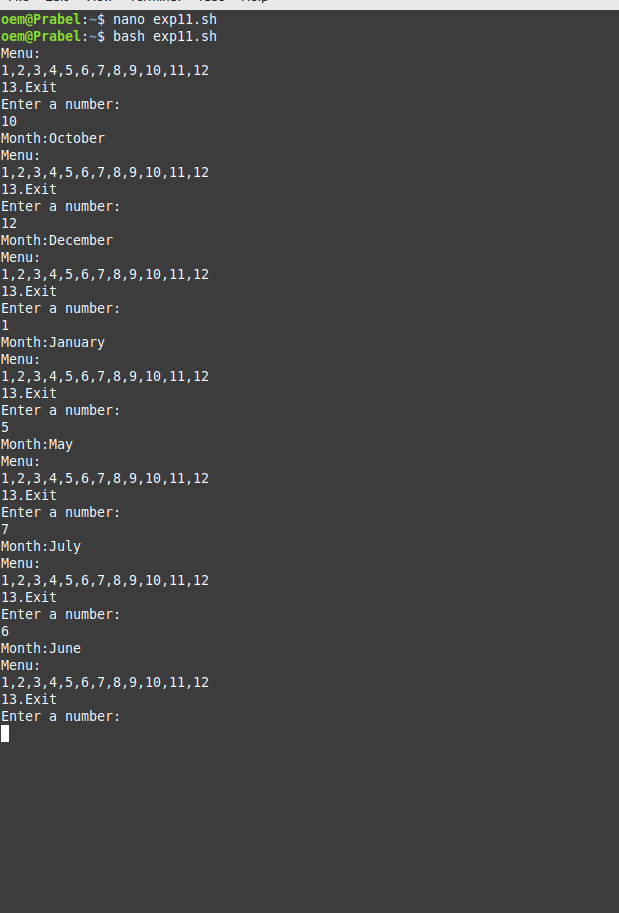 oem@Prabel:~$ nano exp11.sh
oem@Prabel:~$ bash exp11.sh
Menu:
1,2,3,4,5,6,7,8,9,10,11,12
13.Exit
Enter a number:
10
Month:October
Menu:
1,2,3,4,5,6,7,8,9,10,11,12
13.Exit
Enter a number:
12
Month:December
Menu:
1,2,3,4,5,6,7,8,9,10,11,12
13.Exit
Enter a number:
1
Month:January
Menu:
1,2,3,4,5,6,7,8,9,10,11,12
13.Exit
Enter a number:
5
Month:May
Menu:
1,2,3,4,5,6,7,8,9,10,11,12
13.Exit
Enter a number:
7
Month:July
Menu:
1,2,3,4,5,6,7,8,9,10,11,12
13.Exit
Enter a number:
6
Month:June
Menu:
1,2,3,4,5,6,7,8,9,10,11,12
13.Exit
Enter a number: